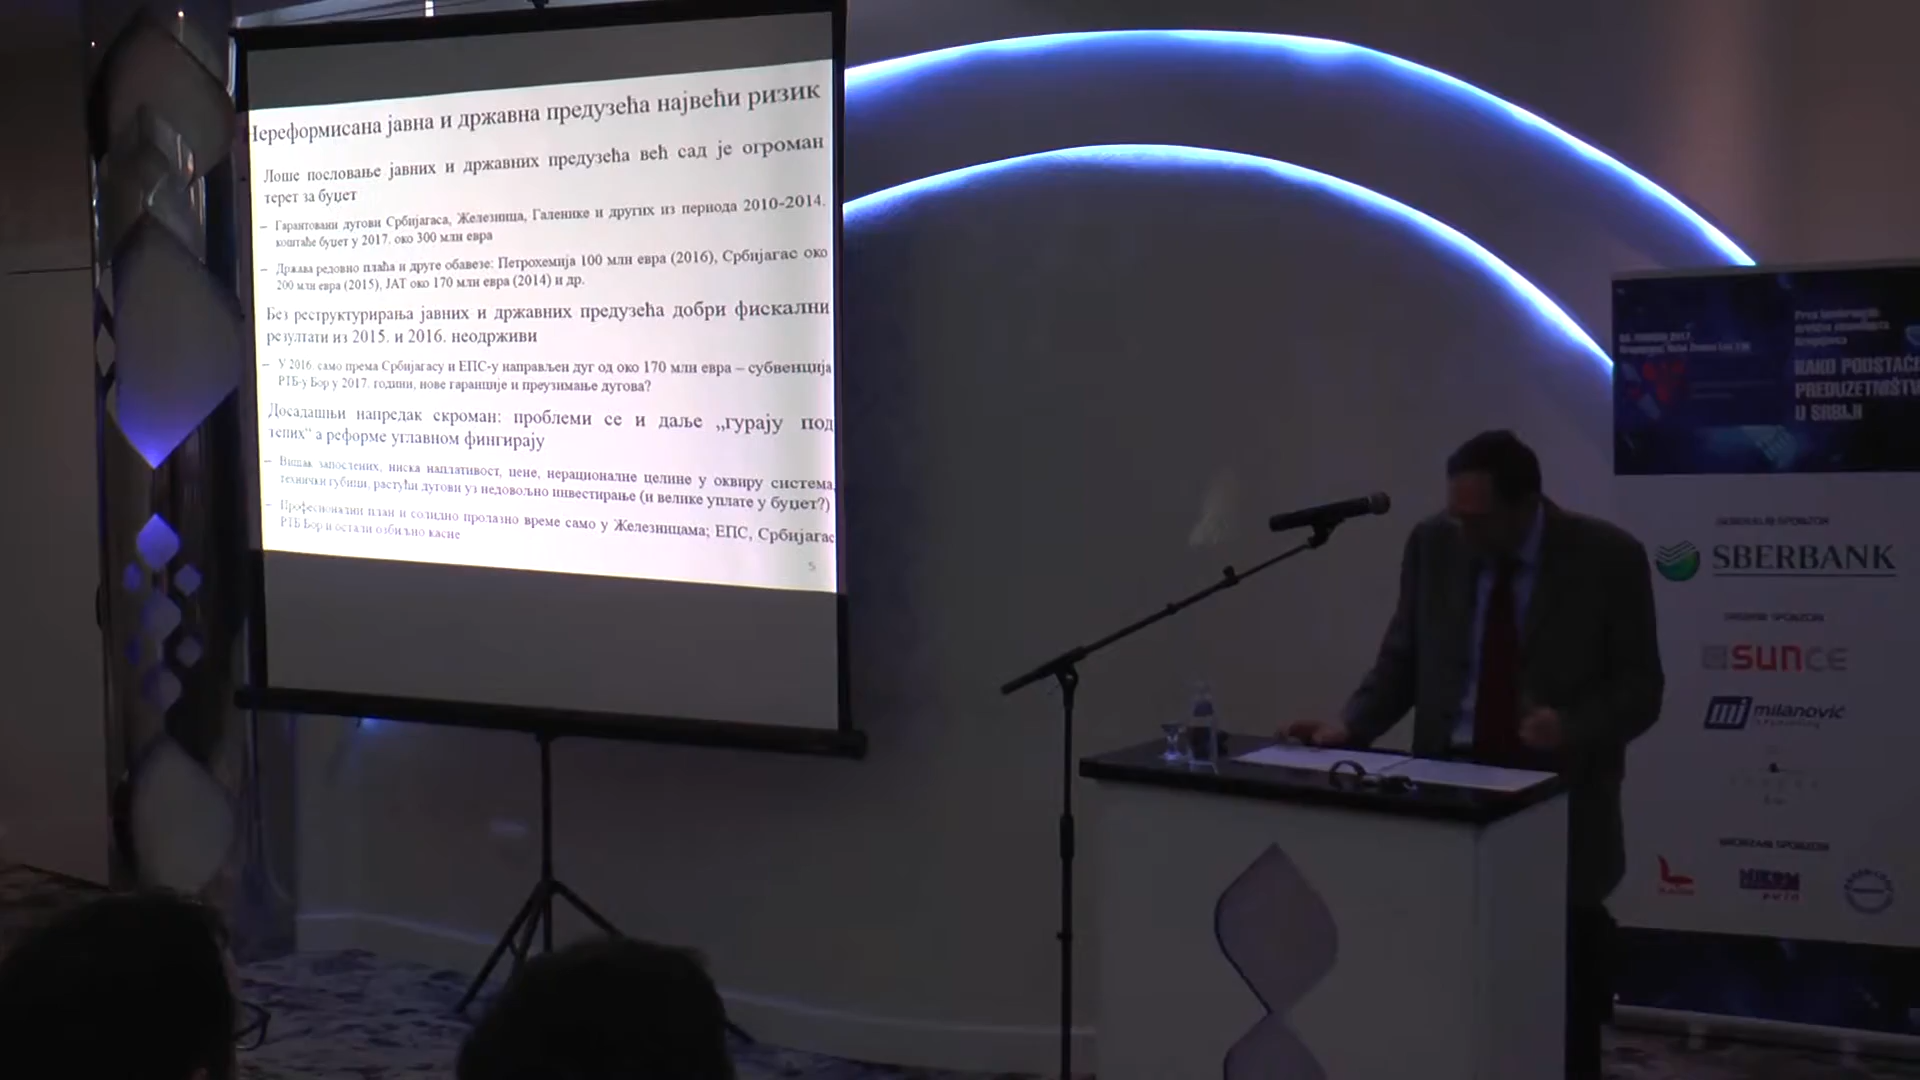 Нереформисана јавна и државна предузећа највећи ризик
Лоше пословање јавних и државних предузећа већ сад је огроман
терет за буџет
– Гарантовани дугови Србијагаса, Железница, Галенике и других из периода 2010-2014.
коштаће буџет у 2017. око 300 млн евра
– Држава редовно плаћа и друге обавезе: Петрохемија 100 млн евра (2016), Србијагас око
200 млн евра (2015), ЈАТ око 170 млн евра (2014) и др.
Без реструктурирања јавних и државних предузећа добри фискални
резултати из 2015. и 2016. неодрживи
– У 2016. само према Србијагасу и ЕПС-у направљен дуг од око 170 млн евра – субвенција
РТБ-у Бор у 2017. години, нове гаранције и преузимање дугова?
Досадашњи напредак скроман: проблеми се и даље „гурају под
тепих“ а реформе углавном фингирају
– Вишак запослених, ниска наплативост, цене, нерационалне целине у оквиру система,
технички губици, растући дугови уз недовољно инвестирање (и велике уплате у буџет?)
– Професионални план и солидно пролазно време само у Железницама; ЕПС, Србијагас
РТБ Бор и остали озбиљно касне
5
KAKO PODSTAĆI
PREDUZETNIŠTV
U SRBIJI
SBERBANK
SUNCE
milanović
NIKOM